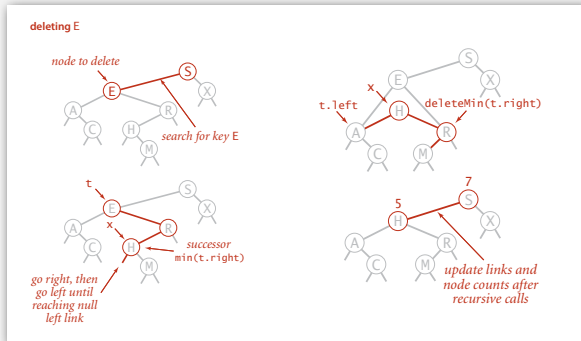 deleting E
node to delete
S
E
X
A
R
C
H
M
search for key E
t
S
E
X
x
A
R
C
H
M
successor
min(t.right)
go right, then
go left until
reaching null
left link
S
x
E
X
t.left
H
deleteMin(t.right)
A
R
C
M
7
5
S
H
X
A
R
C
M
update links and
node counts after
recursive calls